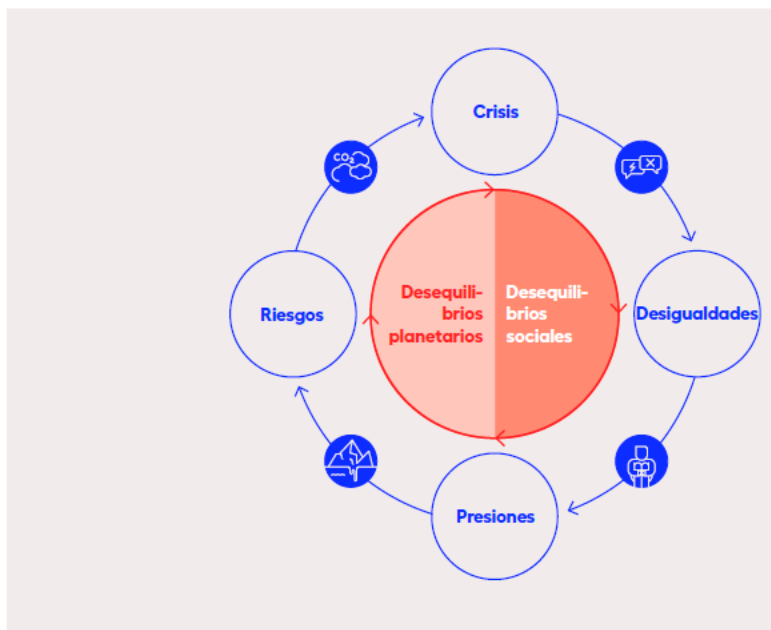 Crisis
CO₂
Desequili-
brios
planetarios
Desequili-
brios
sociales
Riesgos
Desigualdades
Presiones